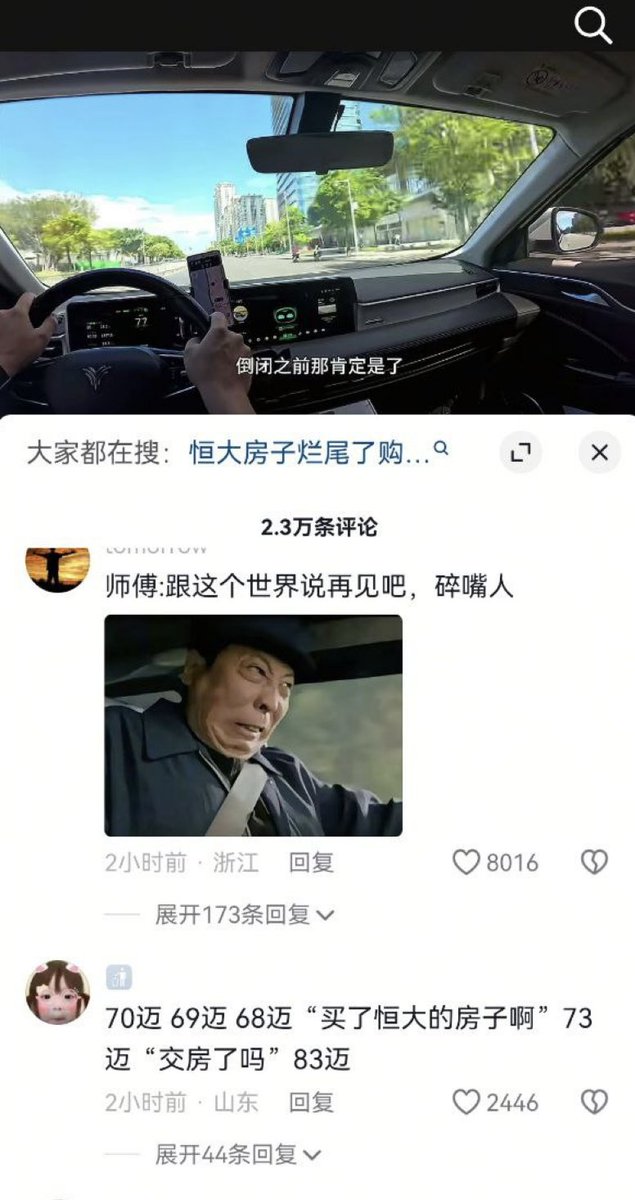 77
倒闭之前那肯定是了
大家都在搜：恒大房子烂尾了购...
2.3万条评论
tomorrow
师傅:跟这个世界说再见吧，碎嘴人
2小时前 · 浙江 回复 8016
展开173条回复
70迈 69迈 68迈“买了恒大的房子啊”73
迈“交房了吗”83迈
2小时前 · 山东 回复 2446
展开44条回复